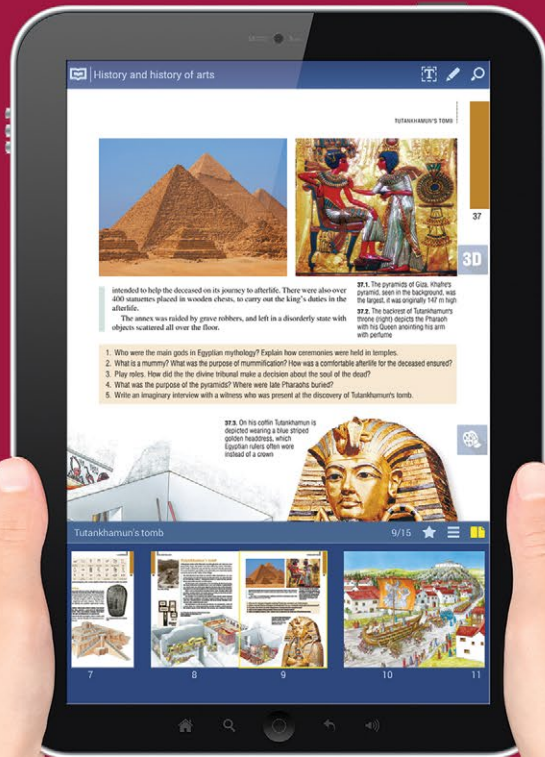 History and history of arts
TUTANKHAMUN'S TOMB
37
3D
intended to help the deceased on its journey to afterlife. There were also over
400 statuettes placed in wooden chests, to carry out the king's duties in the
afterlife.
The annex was raided by grave robbers, and left in a disorderly state with
objects scattered all over the floor.
37.1. The pyramids of Giza. Khafre's
pyramid, seen in the background, was
the largest, it was originally 147 m high
37.2. The backrest of Tutankhamun's
throne (right) depicts the Pharaoh
with his Queen anointing his arm
with perfume
1. Who were the main gods in Egyptian mythology? Explain how ceremonies were held in temples.
2. What is a mummy? What was the purpose of mummification? How was a comfortable afterlife for the deceased ensured?
3. Play roles. How did the the divine tribunal make a decision about the soul of the dead?
4. What was the purpose of the pyramids? Where were late Pharaohs buried?
5. Write an imaginary interview with a witness who was present at the discovery of Tutankhamun's tomb.
37.3. On his coffin Tutankhamun is
depicted wearing a blue striped
golden headdress, which
Egyptian rulers often wore
instead of a crown
Tutankhamun's tomb
9/15
7
8
9
10
11